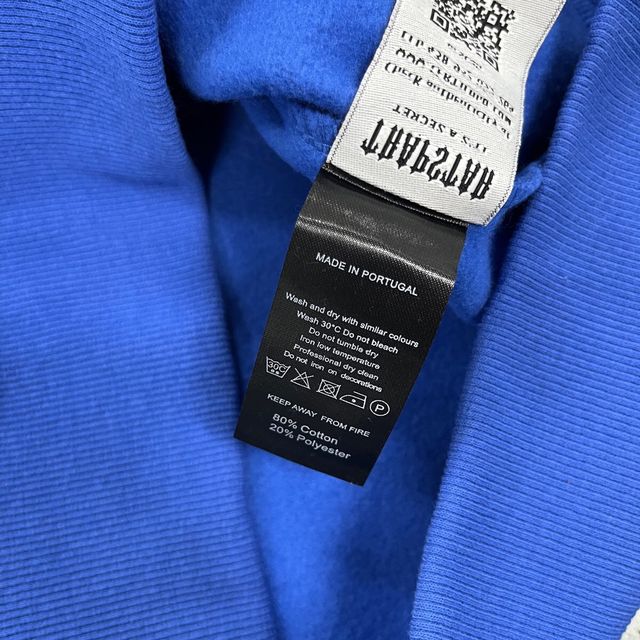 TRAPSTAR
IT'S A SECRET
MADE IN PORTUGAL
Wash and dry with similar colours
Wash 30°C Do not bleach
Do not tumble dry
Iron low temperature
Professional dry clean
Do not Iron on decorations
30C
P
KEEP AWAY FROM FIRE
80% Cotton
20% Polyester